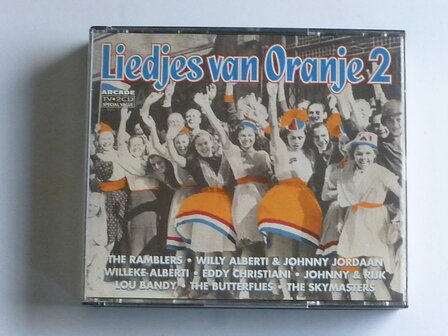 Liedjes van Oranje 2
ARCADE
TV•2CD
SPECIAL VALUE
THE RAMBLERS • WILLY ALBERTI & JOHNNY JORDAAN
WILLEKE ALBERTI • EDDY CHRISTIANI • JOHNNY & RIJK
LOU BANDY • THE BUTTERFLIES • THE SKYMASTERS